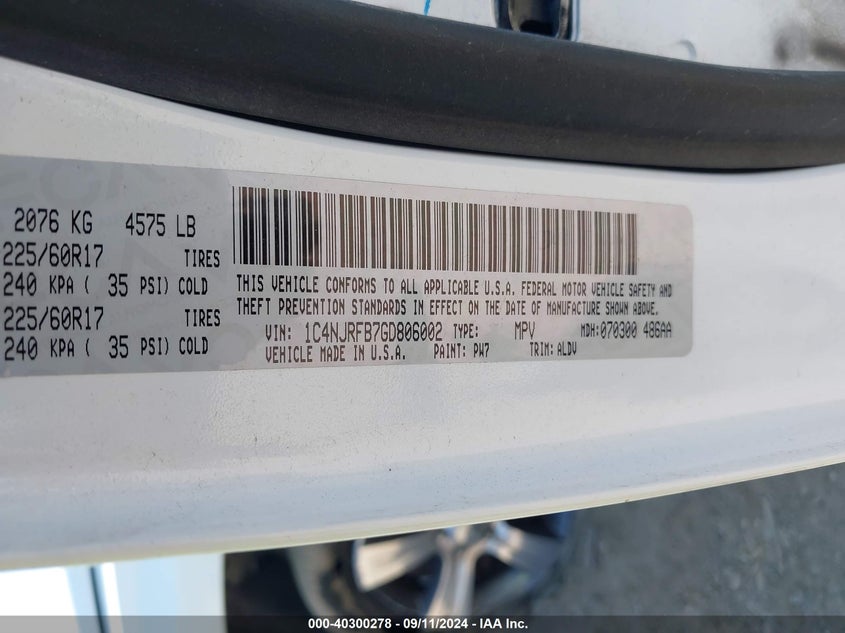 2076 KG 4575 LB
225/60R17 TIRES
240 KPA ( 35 PSI) COLD
225/60R17 TIRES
240 KPA ( 35 PSI) COLD
THIS VEHICLE CONFORMS TO ALL APPLICABLE U.S.A. FEDERAL MOTOR VEHICLE SAFETY AND
THEFT PREVENTION STANDARDS IN EFFECT ON THE DATE OF MANUFACTURE SHOWN ABOVE.
VIN: 1C4NJRFB7GD806002 TYPE: MPV MDH:070300 486AA
VEHICLE MADE IN U.S.A. PAINT: PW7 TRIM: ALDV
000-40300278 - 09/11/2024 - © IAA Inc.